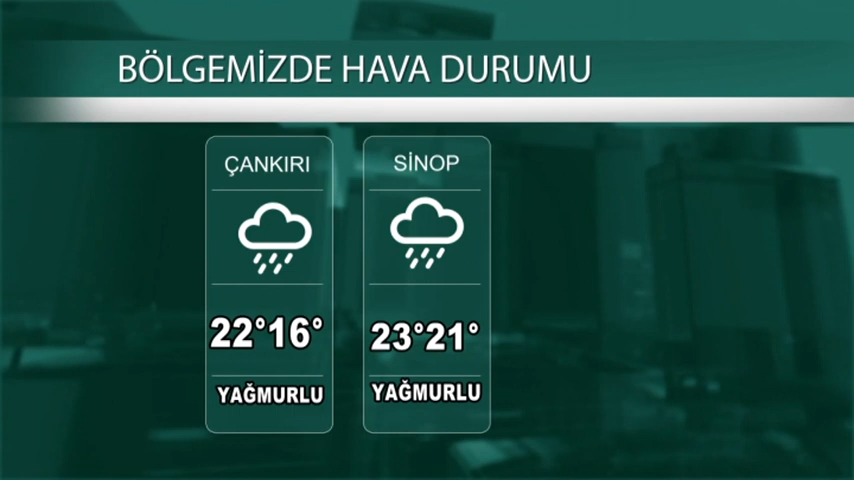 BÖLGEMİZDE HAVA DURUMU
ÇANKIRI
22°16°
YAĞMURLU
SİNOP
23°21°
YAĞMURLU